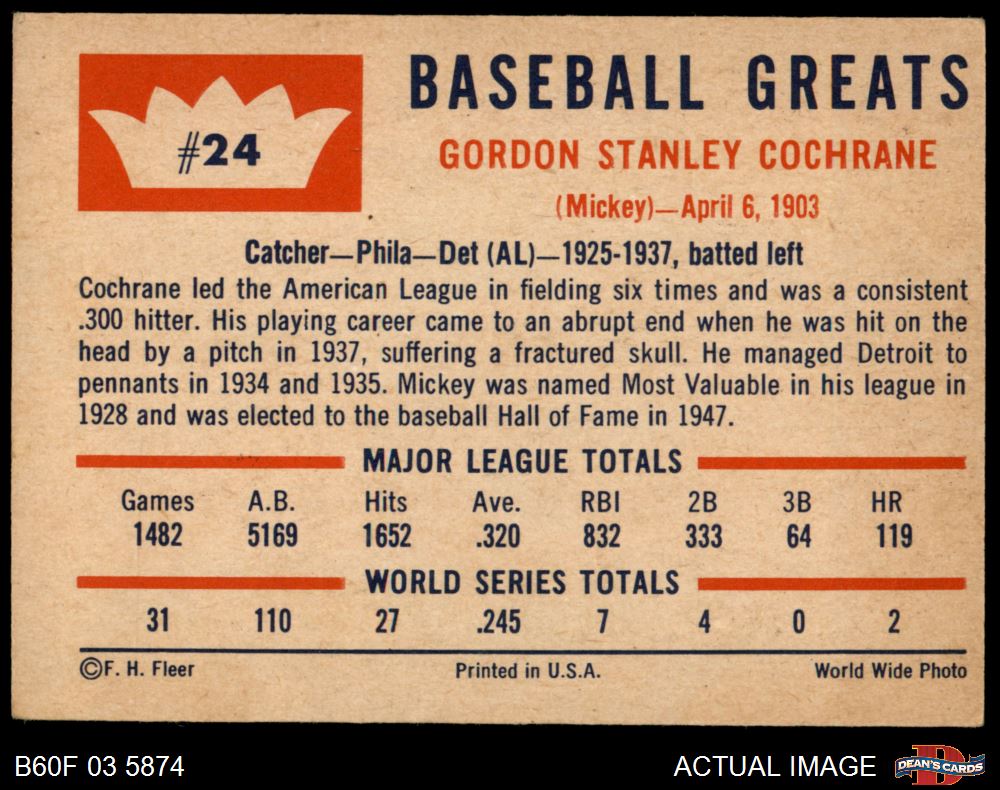 #24
BASEBALL GREATS
GORDON STANLEY COCHRANE
(Mickey)—April 6, 1903
Catcher—Phila—Det (AL)—1925-1937, batted left
Cochrane led the American League in fielding six times and was a consistent
.300 hitter. His playing career came to an abrupt end when he was hit on the
head by a pitch in 1937, suffering a fractured skull. He managed Detroit to
pennants in 1934 and 1935. Mickey was named Most Valuable in his league in
1928 and was elected to the baseball Hall of Fame in 1947.
MAJOR LEAGUE TOTALS
Games A.B. Hits Ave. RBI 2B 3B HR
1482 5169 1652 .320 832 333 64 119
WORLD SERIES TOTALS
31 110 27 .245 7 4 0 2
©F. H. Fleer Printed in U.S.A. World Wide Photo
B60F 03 5874 ACTUAL IMAGE D DEAN'S CARDS